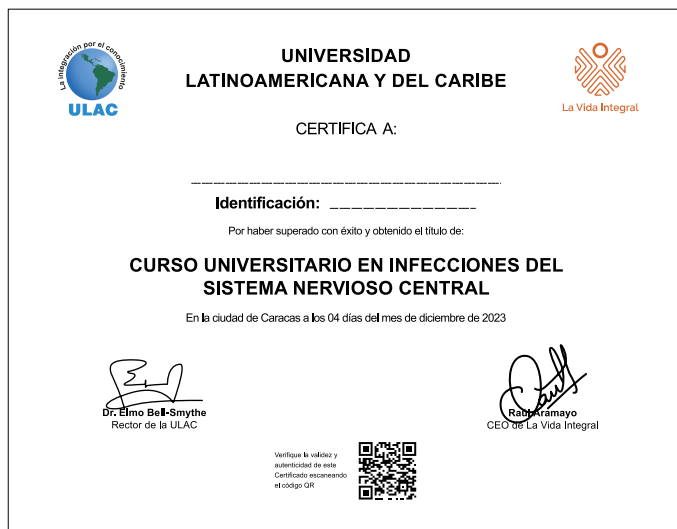 La integración por el conocimiento
ULAC
UNIVERSIDAD
LATINOAMERICANA Y DEL CARIBE
La Vida Integral
CERTIFICA A:
Identificación:
Por haber superado con éxito y obtenido el título de:
CURSO UNIVERSITARIO EN INFECCIONES DEL
SISTEMA NERVIOSO CENTRAL
En la ciudad de Caracas a los 04 días del mes de diciembre de 2023
Dr. Elmo Bell-Smythe
Rector de la ULAC
Raúl Aramayo
CEO de La Vida Integral
Verifique la validez y
autenticidad de este
Certificado escaneando
el código QR